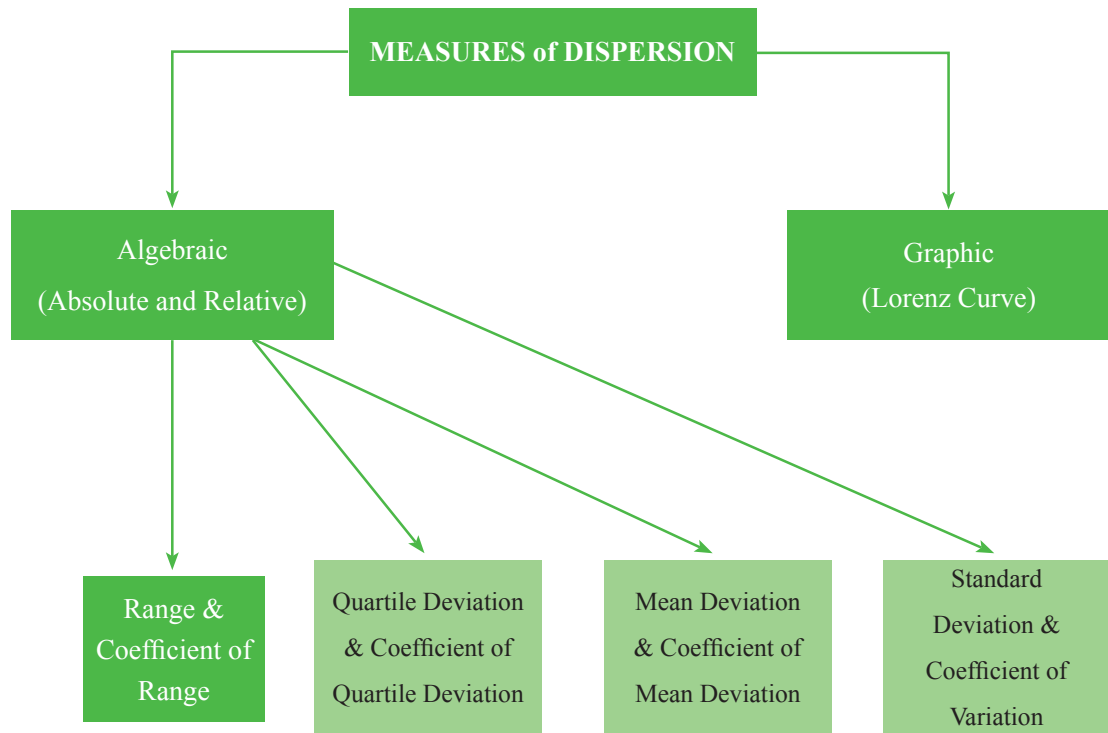 MEASURES of DISPERSION
Algebraic
(Absolute and Relative)
Graphic
(Lorenz Curve)
Range &
Coefficient of
Range
Quartile Deviation
& Coefficient of
Quartile Deviation
Mean Deviation
& Coefficient of
Mean Deviation
Standard
Deviation &
Coefficient of
Variation